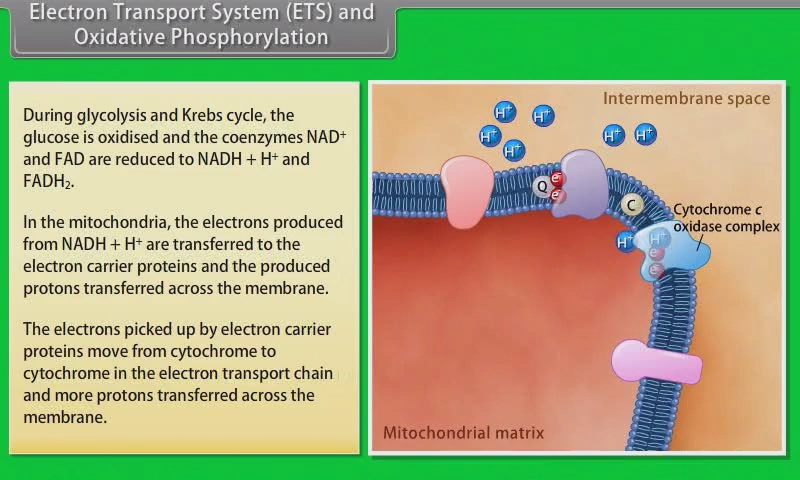 Electron Transport System (ETS) and
Oxidative Phosphorylation
During glycolysis and Krebs cycle, the
glucose is oxidised and the coenzymes NAD⁺
and FAD are reduced to NADH + H⁺ and
FADH₂.
In the mitochondria, the electrons produced
from NADH + H⁺ are transferred to the
electron carrier proteins and the produced
protons transferred across the membrane.
The electrons picked up by electron carrier
proteins move from cytochrome to
cytochrome in the electron transport chain
and more protons transferred across the
membrane.
Intermembrane space
H⁺
H⁺
H⁺
H⁺
H⁺
H⁺
Q
e⁻
e⁻
C
Cytochrome c
oxidase complex
H⁺
H⁺
e⁻
e⁻
Mitochondrial matrix